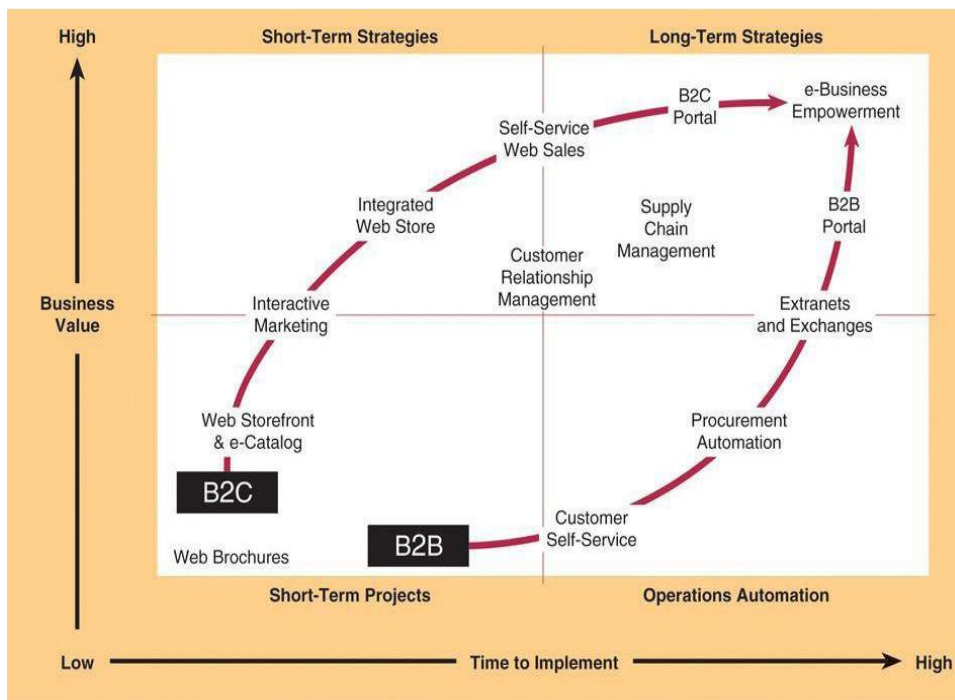 High
Short-Term Strategies
Long-Term Strategies
B2C
Portal
e-Business
Empowerment
Self-Service
Web Sales
Integrated
Web Store
Supply
Chain
Management
B2B
Portal
Customer
Relationship
Management
Business
Value
Interactive
Marketing
Extranets
and Exchanges
Web Storefront
& e-Catalog
Procurement
Automation
B2C
Customer
Self-Service
B2B
Web Brochures
Short-Term Projects
Operations Automation
Low
Time to Implement
High